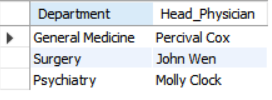 Department Head_Physician
General Medicine Percival Cox
Surgery John Wen
Psychiatry Molly Clock